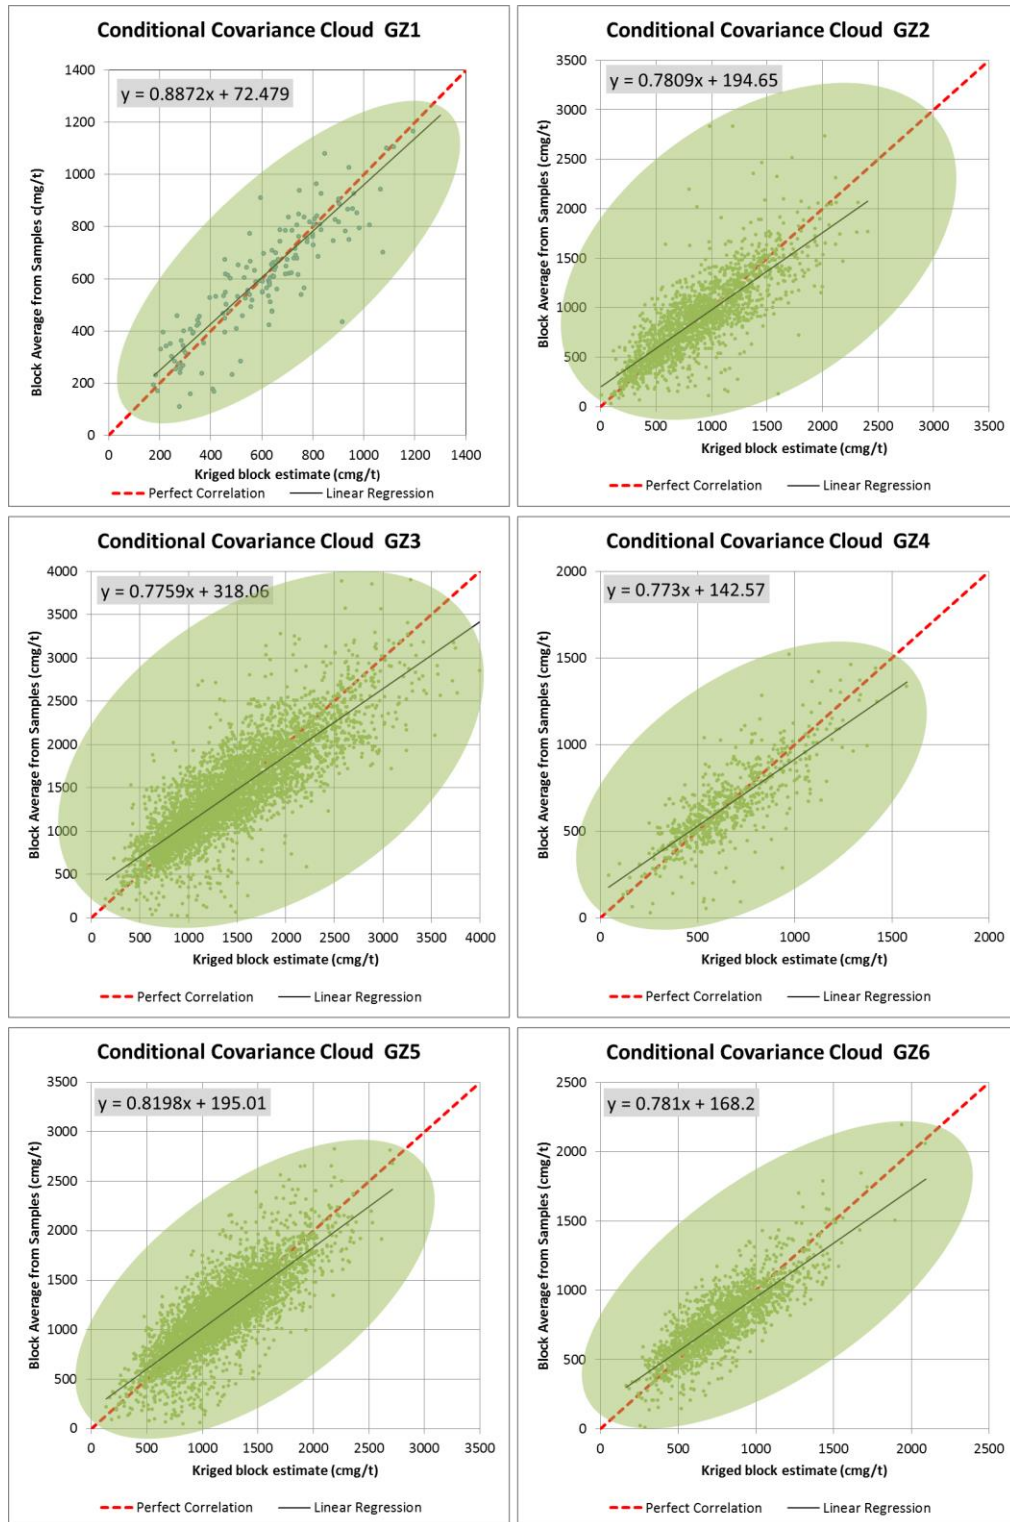 Conditional Covariance Cloud GZ1
y = 0.8872x + 72.479
Block Average from Samples c(mg/t)
1400
1200
1000
800
600
400
200
0
0 200 400 600 800 1000 1200 1400
Kriged block estimate (cmg/t)
Perfect Correlation Linear Regression
Conditional Covariance Cloud GZ2
y = 0.7809x + 194.65
Block Average from Samples (cmg/t)
3500
3000
2500
2000
1500
1000
500
0
0 500 1000 1500 2000 2500 3000 3500
Kriged block estimate (cmg/t)
Perfect Correlation Linear Regression
Conditional Covariance Cloud GZ3
y = 0.7759x + 318.06
Block Average from Samples (cmg/t)
4000
3500
3000
2500
2000
1500
1000
500
0
0 500 1000 1500 2000 2500 3000 3500 4000
Kriged block estimate (cmg/t)
Perfect Correlation Linear Regression
Conditional Covariance Cloud GZ4
y = 0.773x + 142.57
Block Average from Samples (cmg/t)
2000
1500
1000
500
0
0 500 1000 1500 2000
Kriged block estimate (cmg/t)
Perfect Correlation Linear Regression
Conditional Covariance Cloud GZ5
y = 0.8198x + 195.01
Block Average from Samples (cmg/t)
3500
3000
2500
2000
1500
1000
500
0
0 500 1000 1500 2000 2500 3000 3500
Kriged block estimate (cmg/t)
Perfect Correlation Linear Regression
Conditional Covariance Cloud GZ6
y = 0.781x + 168.2
Block Average from Samples (cmg/t)
2500
2000
1500
1000
500
0
0 500 1000 1500 2000 2500
Kriged block estimate (cmg/t)
Perfect Correlation Linear Regression